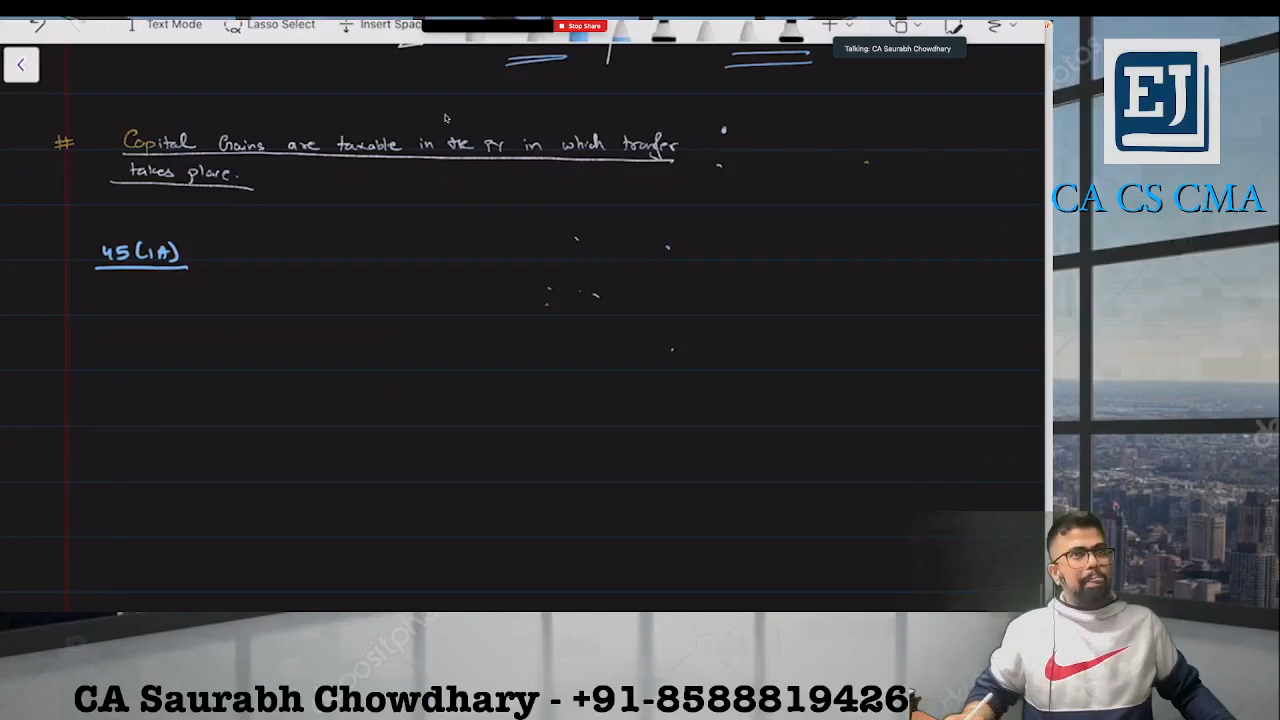 Text Mode
Lasso Select
Insert Spac
Stop Share
Talking: CA Saurabh Chowdhary
EJ
CA CS CMA
# Capital Gains are taxable in the PY in which transfer
takes place.
45(1A)
CA Saurabh Chowdhary - +91-8588819426